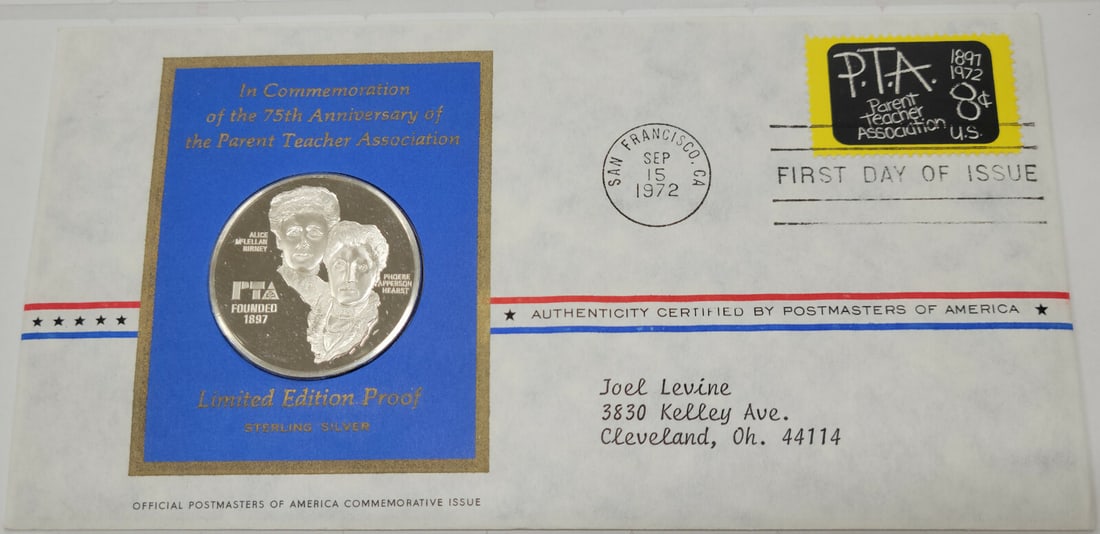 In Commemoration
of the 75th Anniversary of
the Parent Teacher Association
ALICE
McLELLAN
BIRNEY
PTA
FOUNDED
1897
PHOEBE
APPERSON
HEARST
Limited Edition Proof
STERLING SILVER
OFFICIAL POSTMASTERS OF AMERICA COMMEMORATIVE ISSUE
SAN FRANCISCO, CA
SEP
15
1972
P.T.A.
1897
1972
8¢
Parent
Teacher
Association
U.S.
FIRST DAY OF ISSUE
★ AUTHENTICITY CERTIFIED BY POSTMASTERS OF AMERICA ★
Joel Levine
3830 Kelley Ave.
Cleveland, Oh. 44114